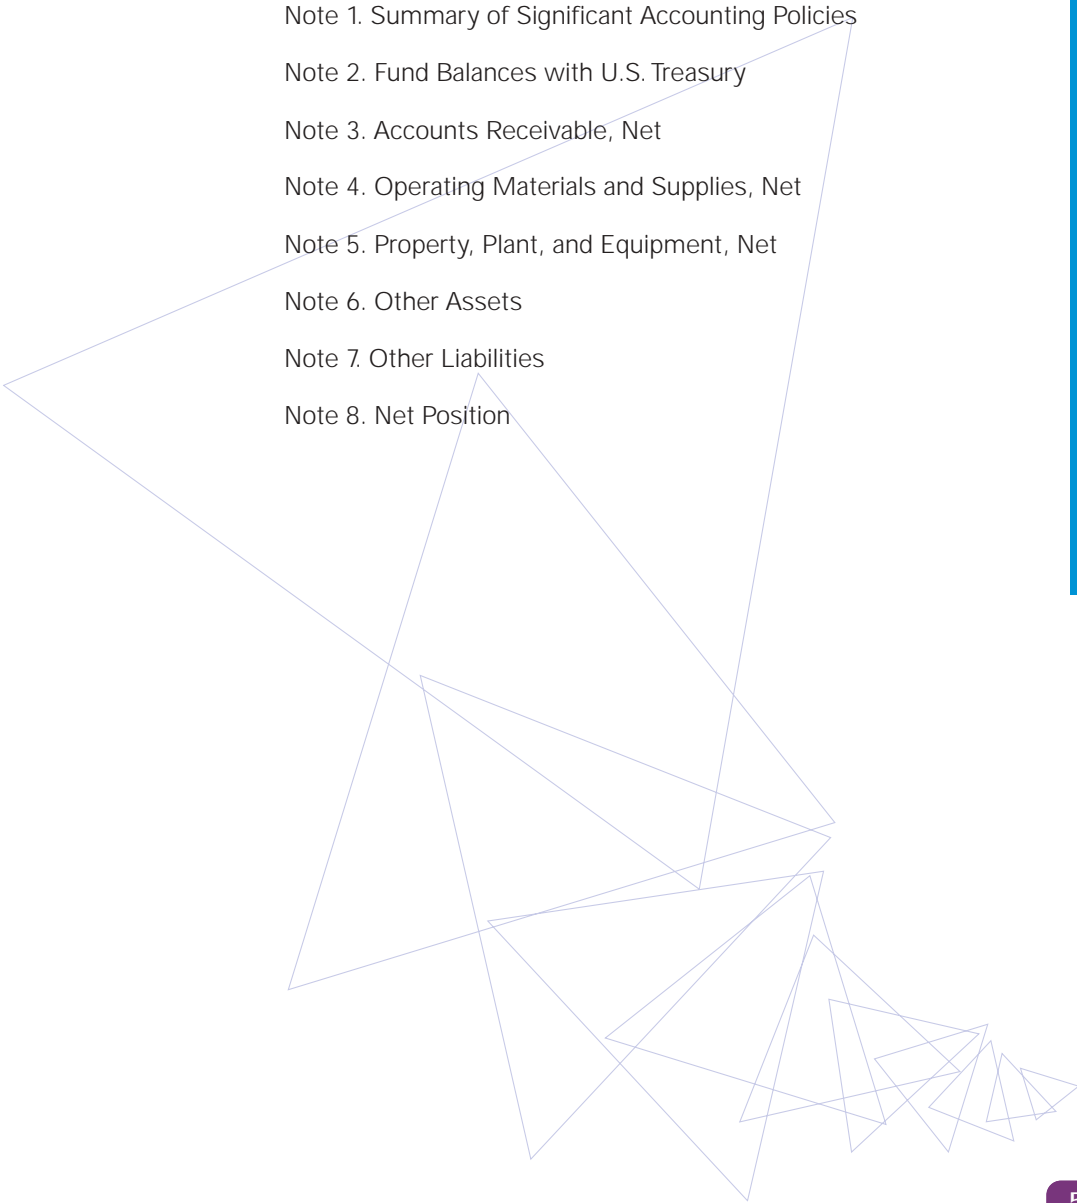 Note 1. Summary of Significant Accounting Policies
Note 2. Fund Balances with U.S. Treasury
Note 3. Accounts Receivable, Net
Note 4. Operating Materials and Supplies, Net
Note 5. Property, Plant, and Equipment, Net
Note 6. Other Assets
Note 7. Other Liabilities
Note 8. Net Position